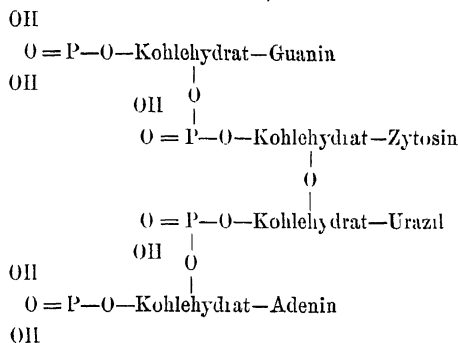 OH
O=P—O—Kohlehydrat—Guanin
OH
O
OH
O=P—O—Kohlehydrat—Zytosin
O
O=P—O—Kohlehydrat—Urazil
OH
O
OH
O=P—O—Kohlehydrat—Adenin
OH